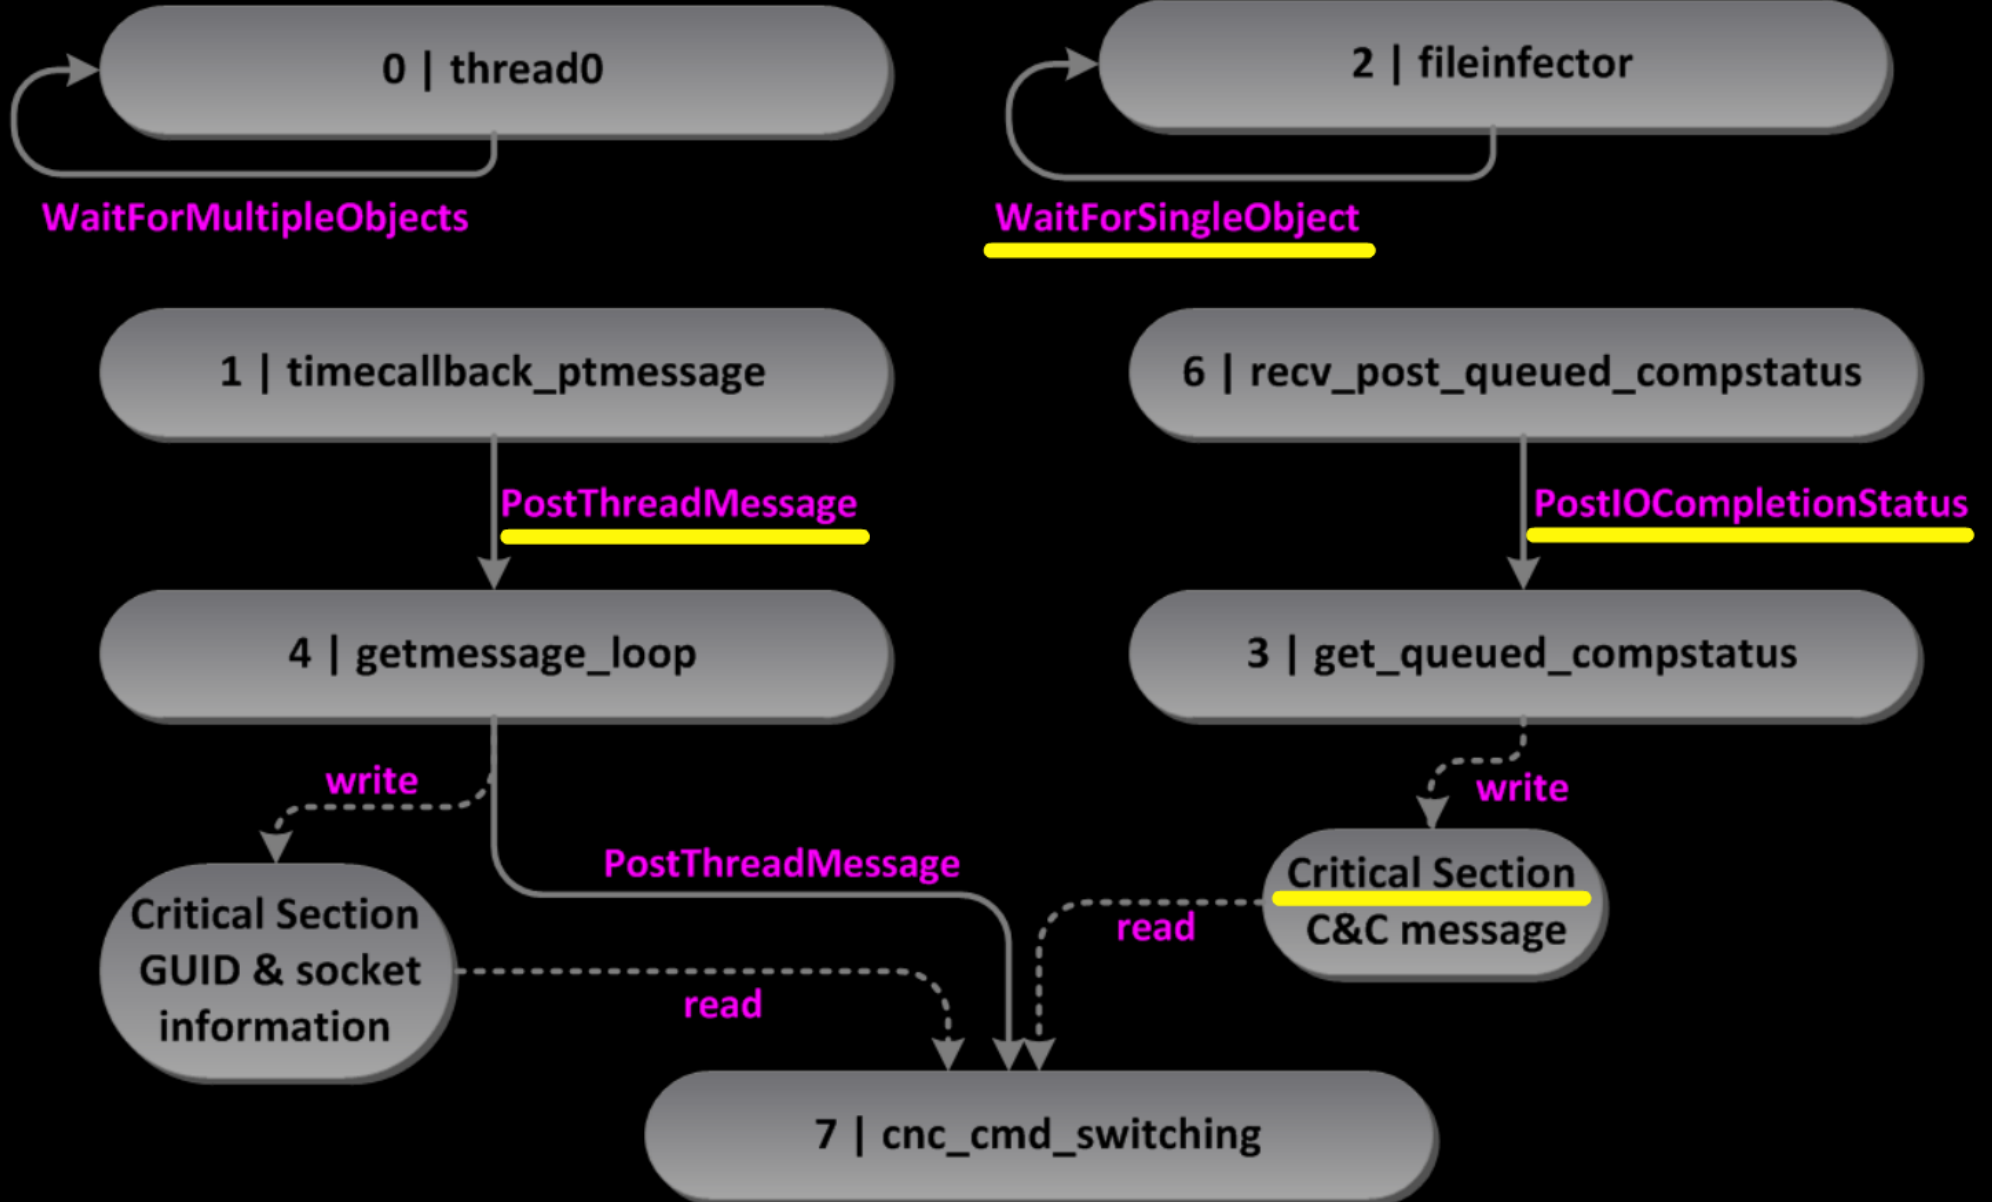 0 | thread0
2 | fileinfector
WaitForMultipleObjects
WaitForSingleObject
1 | timecallback_ptmessage
6 | recv_post_queued_compstatus
PostThreadMessage
PostIOCompletionStatus
4 | getmessage_loop
3 | get_queued_compstatus
write
write
PostThreadMessage
Critical Section
C&C message
read
Critical Section
GUID & socket
information
read
7 | cnc_cmd_switching